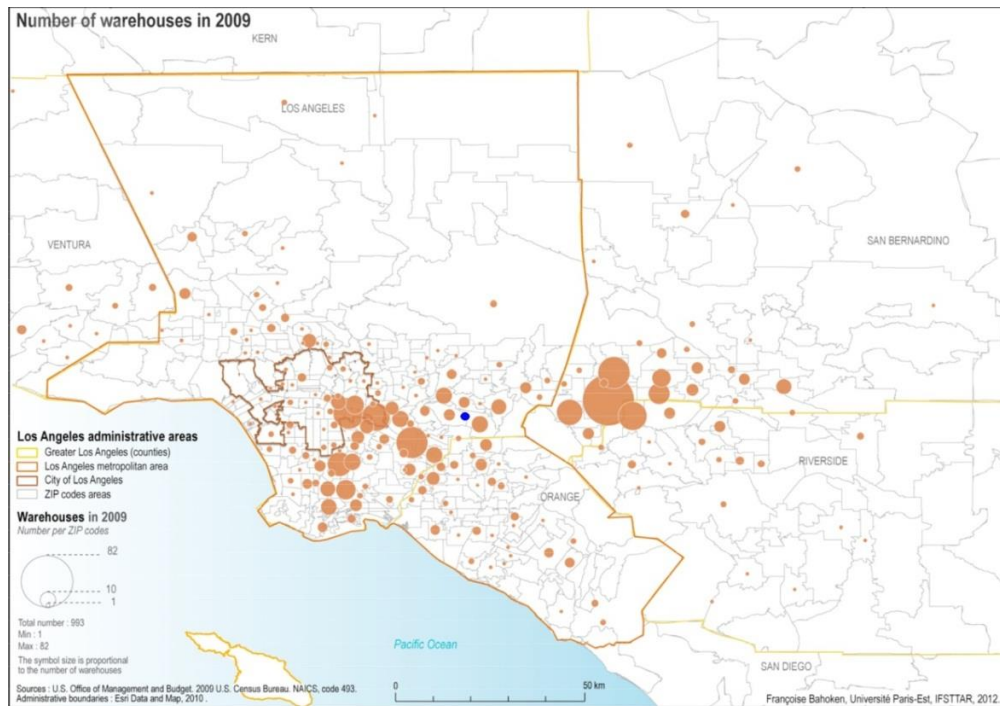 Number of warehouses in 2009
KERN
LOS ANGELES
VENTURA
SAN BERNARDINO
RIVERSIDE
ORANGE
SAN DIEGO
Pacific Ocean
Los Angeles administrative areas
Greater Los Angeles (counties)
Los Angeles metropolitan area
City of Los Angeles
ZIP codes areas
Warehouses in 2009
Number per ZIP codes
82
10
1
Total number : 993
Min : 1
Max : 82
The symbol size is proportional
to the number of warehouses
Sources : U.S. Office of Management and Budget. 2009 U.S. Census Bureau. NAICS, code 493.
Administrative boundaries : Esri Data and Map, 2010 .
0 50 km
Françoise Bahoken, Université Paris-Est, IFSTTAR, 2012.